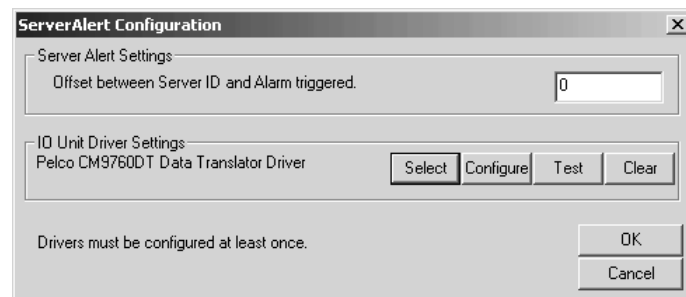 ServerAlert Configuration
Server Alert Settings
Offset between Server ID and Alarm triggered.
0
IO Unit Driver Settings
Pelco CM9760DT Data Translator Driver
Select Configure Test Clear
Drivers must be configured at least once.
OK
Cancel